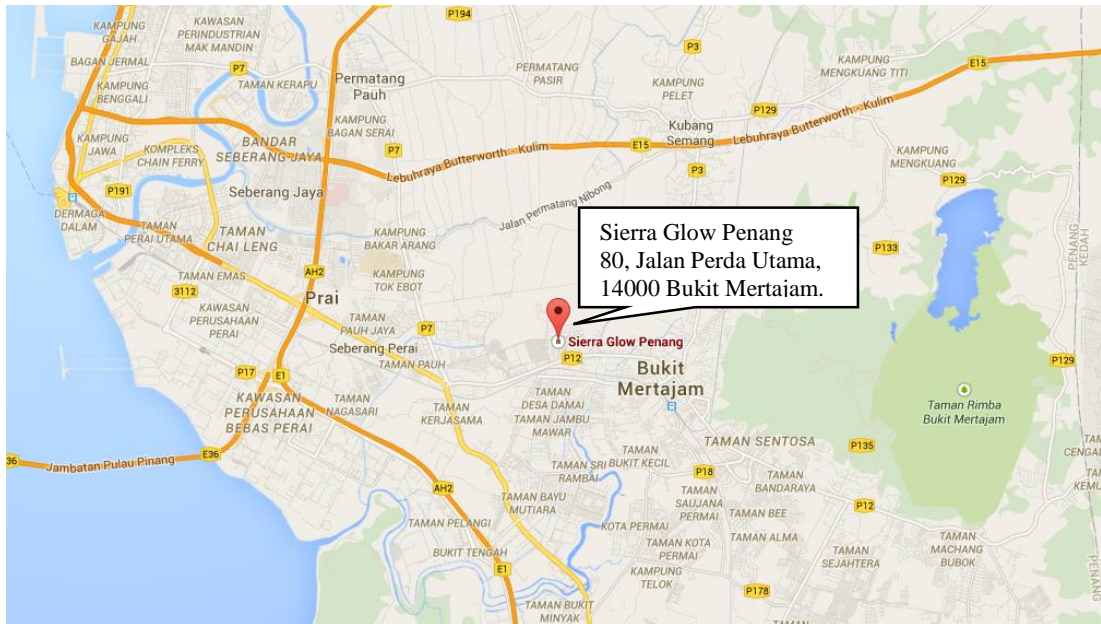 KAMPUNG
GAJAH
KAWASAN
PERINDUSTRIAN
MAK MANDIN
P194
BAGAN JERMAL
P7
KAMPUNG
BENGGALI
TAMAN KERAPU
Permatang
Pauh
PERMATANG
PASIR
P3
KAMPUNG
PELET
KAMPUNG
MENGKUANG TITI
E15
P129
KAMPUNG
JAWA
KOMPLEKS
CHAIN FERRY
BANDAR
SEBERANG JAYA
KAMPUNG
BAGAN SERAI
P7
Lebuhraya Butterworth - Kulim
E15
Kubang
Semang
Lebuhraya Butterworth - Kulim
P3
KAMPUNG
MENGKUANG
P129
P191
Seberang Jaya
DERMAGA
DALAM
TAMAN
PERAI UTAMA
TAMAN
CHAI LENG
Jalan Permatang Nibong
KAMPUNG
BAKAR ARANG
Sierra Glow Penang
80, Jalan Perda Utama,
14000 Bukit Mertajam.
P133
PENANG
KEDAH
TAMAN EMAS
AH2
KAMPUNG
TOK EBOT
3112
Prai
KAWASAN
PERUSAHAAN
PERAI
TAMAN
PAUH JAYA
P7
Seberang Perai
Sierra Glow Penang
P12
TAMAN PAUH
Bukit
Mertajam
P129
P17
E1
KAWASAN
PERUSAHAAN
BEBAS PERAI
TAMAN
NAGASARI
TAMAN
KERJASAMA
TAMAN
DESA DAMAI
TAMAN JAMBU
MAWAR
Taman Rimba
Bukit Mertajam
TAMAN SENTOSA
P135
TAM
CENGA
TAM
KEMU
36
Jambatan Pulau Pinang
E36
AH2
TAMAN SRI
RAMBAI
BUKIT KECIL
P18
TAMAN
BANDARAYA
TAMAN BAYU
MUTIARA
TAMAN
SAUJANA
PERMAI
TAMAN BEE
P12
TAMAN PELANGI
KOTA PERMAI
TAMAN KOTA
PERMAI
TAMAN ALMA
TAMAN
SEJAHTERA
TAMAN
MACHANG
BUBOK
BUKIT TENGAH
E1
KAMPUNG
TELOK
P178
TAMAN BUKIT
MINYAK
PENANG